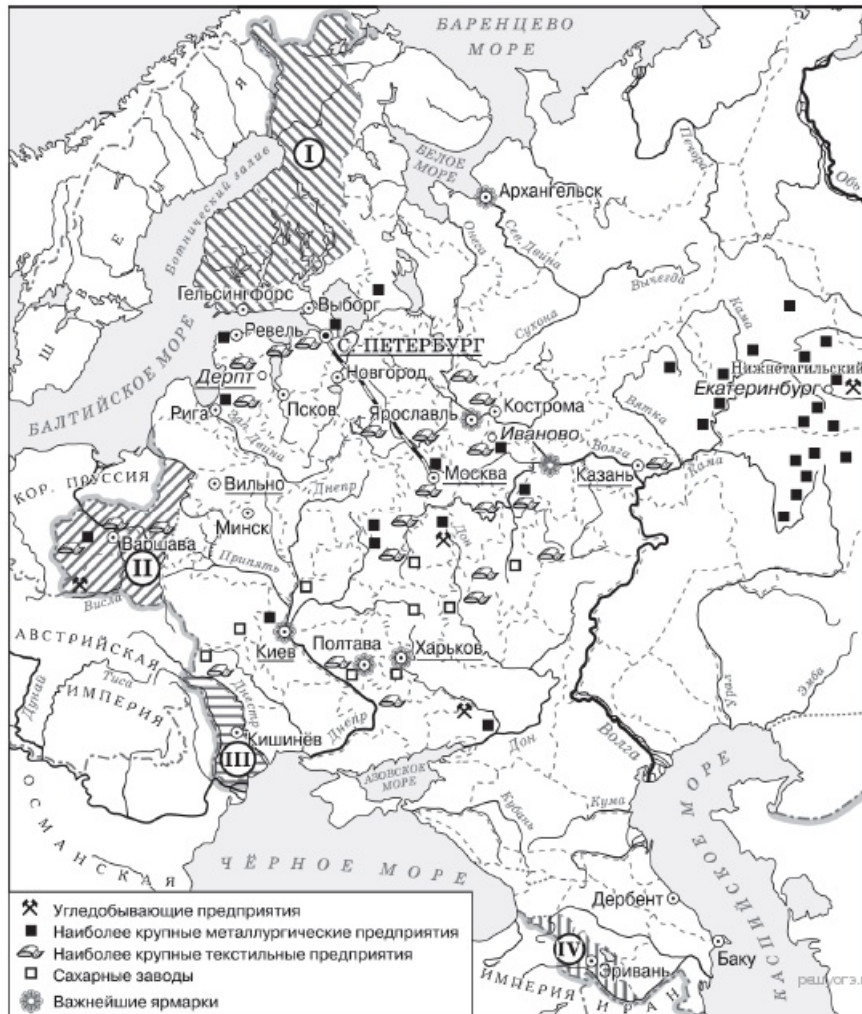 БАРЕНЦЕВО
МОРЕ
Печора
Обь
I
БЕЛОЕ
МОРЕ
Архангельск
Ботнический залив
ШВЕЦИЯ
Онега
Сев. Двина
Вычегда
Сухона
Кама
Гельсингфорс
Выборг
Ревель
С.-ПЕТЕРБУРГ
Нижнетагильский
Екатеринбург
Дерпт
Новгород
БАЛТИЙСКОЕ МОРЕ
Псков
Ярославль
Кострома
Вятка
Рига
Зап. Двина
Иваново
Волга
Москва
Казань
Кама
КОР. ПРУССИЯ
Вильно
Днепр
Минск
Дон
Варшава
II
Припять
Висла
Киев
Полтава
Харьков
АВСТРИЙСКАЯ
ИМПЕРИЯ
Тиса
Дунай
Днестр
Урал
Эмба
Кишинёв
III
Днепр
Дон
Волга
АЗОВСКОЕ
МОРЕ
Кубань
Кума
ОСМАНСКАЯ
ЧЁРНОЕ МОРЕ
КАСПИЙСКОЕ МОРЕ
Дербент
IV
Эривань
Баку
ИМПЕРИЯ
ИРАН
Угледобывающие предприятия
Наиболее крупные металлургические предприятия
Наиболее крупные текстильные предприятия
Сахарные заводы
Важнейшие ярмарки